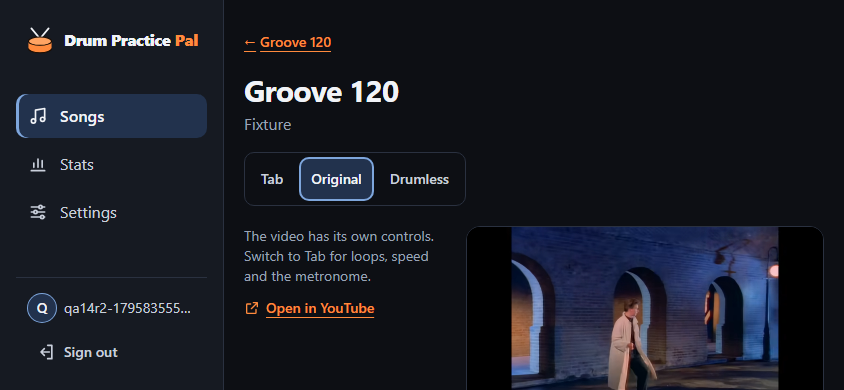 Drum Practice Pal
Songs
Stats
Settings
Q
qa14r2-179583555...
Sign out
← Groove 120
Groove 120
Fixture
Tab
Original
Drumless
The video has its own controls.
Switch to Tab for loops, speed
and the metronome.
Open in YouTube